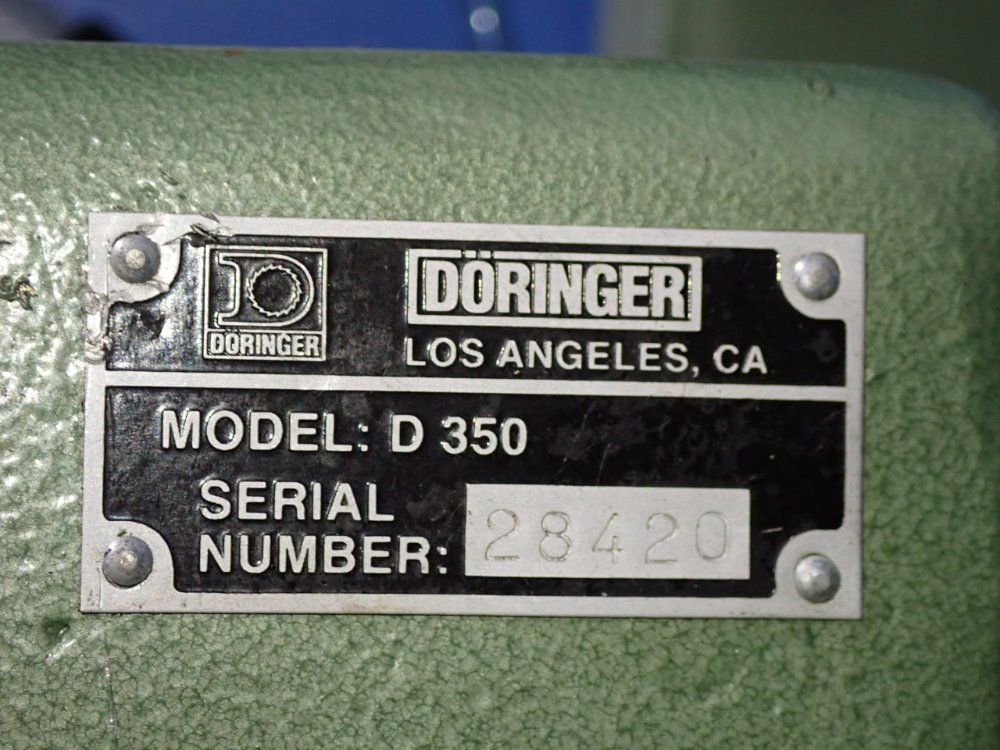 DÖRINGER
DÖRINGER
LOS ANGELES, CA
MODEL: D 350
SERIAL
NUMBER: 28420